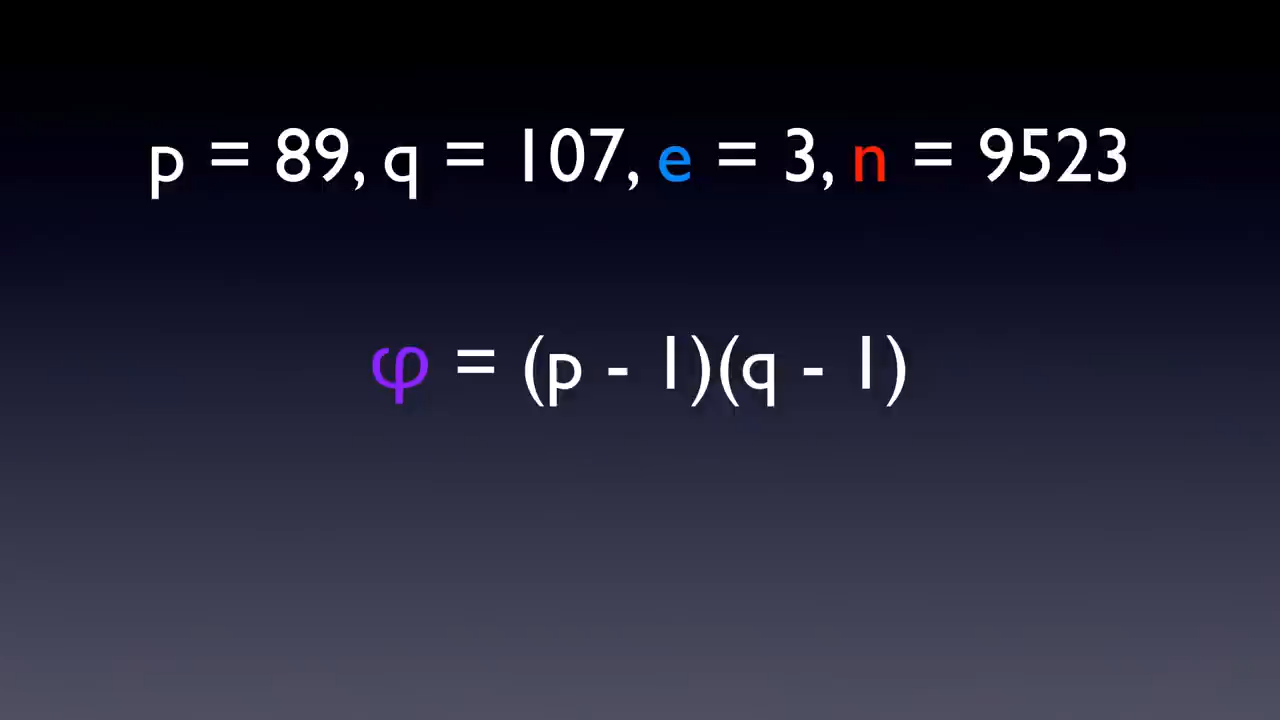 p = 89, q = 107, e = 3, n = 9523
φ = (p - 1)(q - 1)